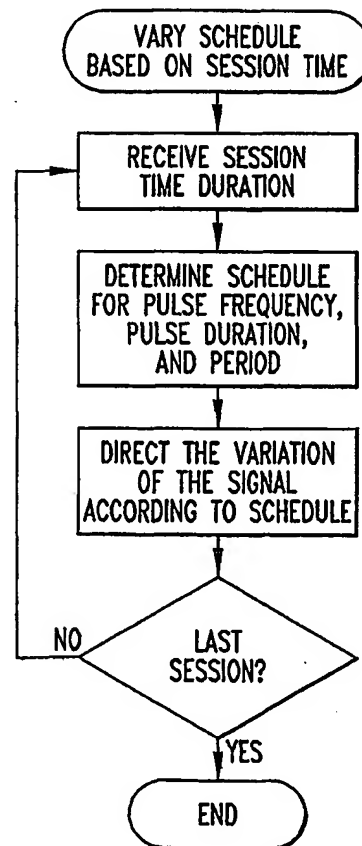 VARY SCHEDULE
BASED ON SESSION TIME
RECEIVE SESSION
TIME DURATION
DETERMINE SCHEDULE
FOR PULSE FREQUENCY,
PULSE DURATION,
AND PERIOD
DIRECT THE VARIATION
OF THE SIGNAL
ACCORDING TO SCHEDULE
NO
LAST
SESSION?
YES
END